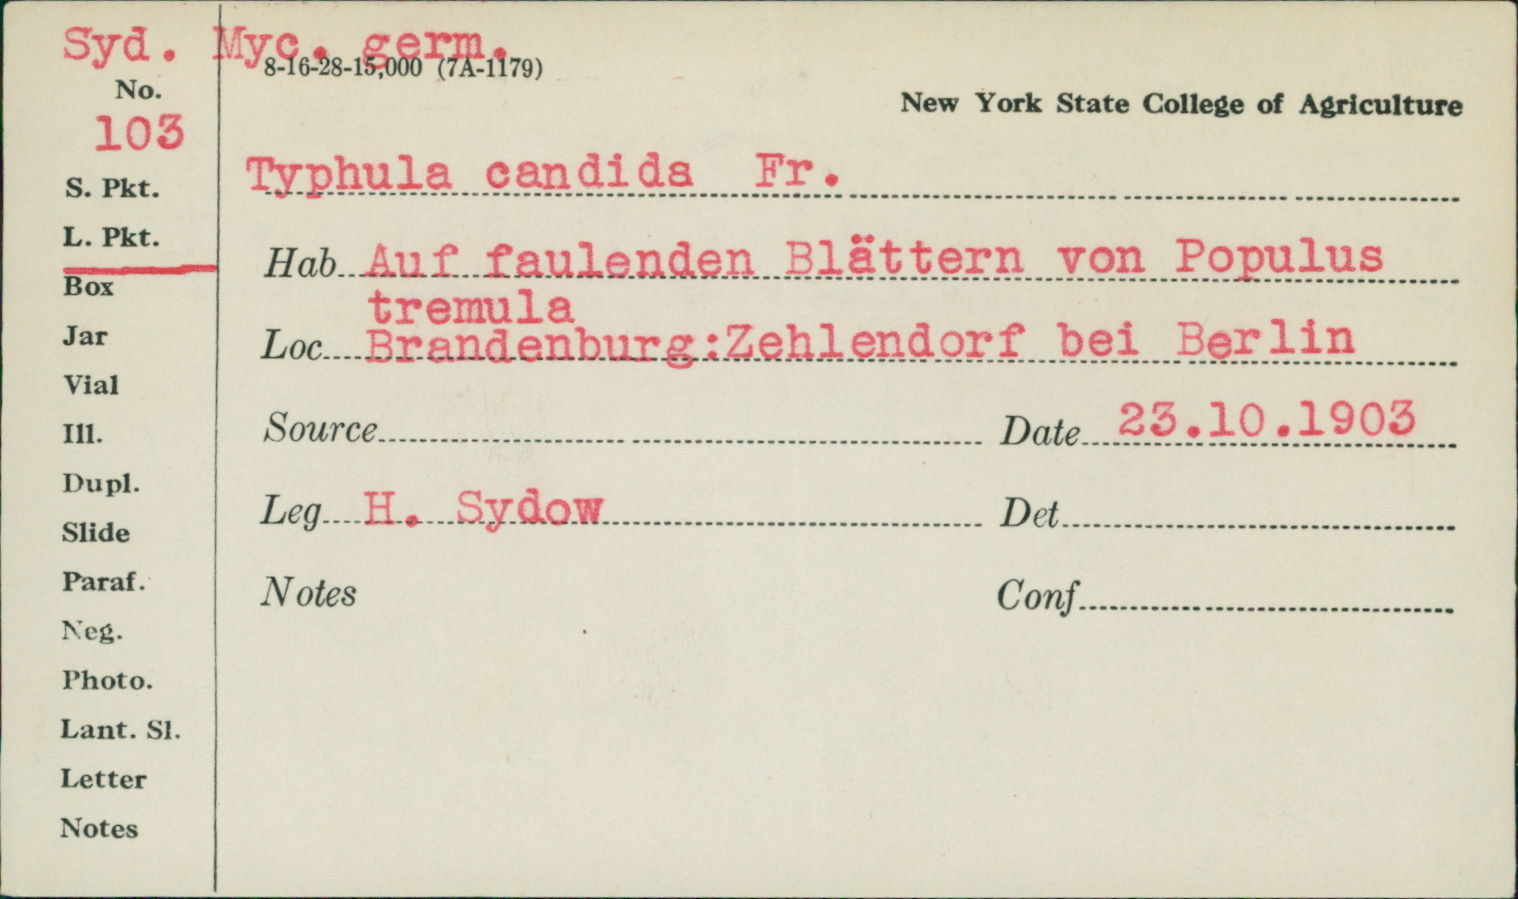 Syd. Myc. germ.
8-16-28-15,000 (7A-1179)
No.
New York State College of Agriculture
103
Typhula candida Fr.
S. Pkt.
L. Pkt.
Hab. Auf faulenden Blättern von Populus
tremula
Box
Jar
Loc. Brandenburg:Zehlendorf bei Berlin
Vial
Ill.
Source
Date 23.10.1903
Dupl.
Slide
Leg. H. Sydow
Det.
Paraf.
Notes
Conf.
Neg.
Photo.
Lant. Sl.
Letter
Notes